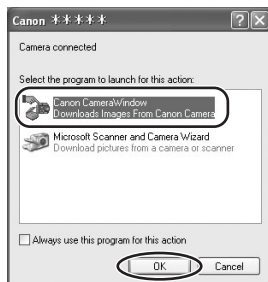 Canon *****
Camera connected
Select the program to launch for this action:
Canon CameraWindow
Downloads Images From Canon Camera
Microsoft Scanner and Camera Wizard
Download pictures from a camera or scanner
Always use this program for this action
OK
Cancel